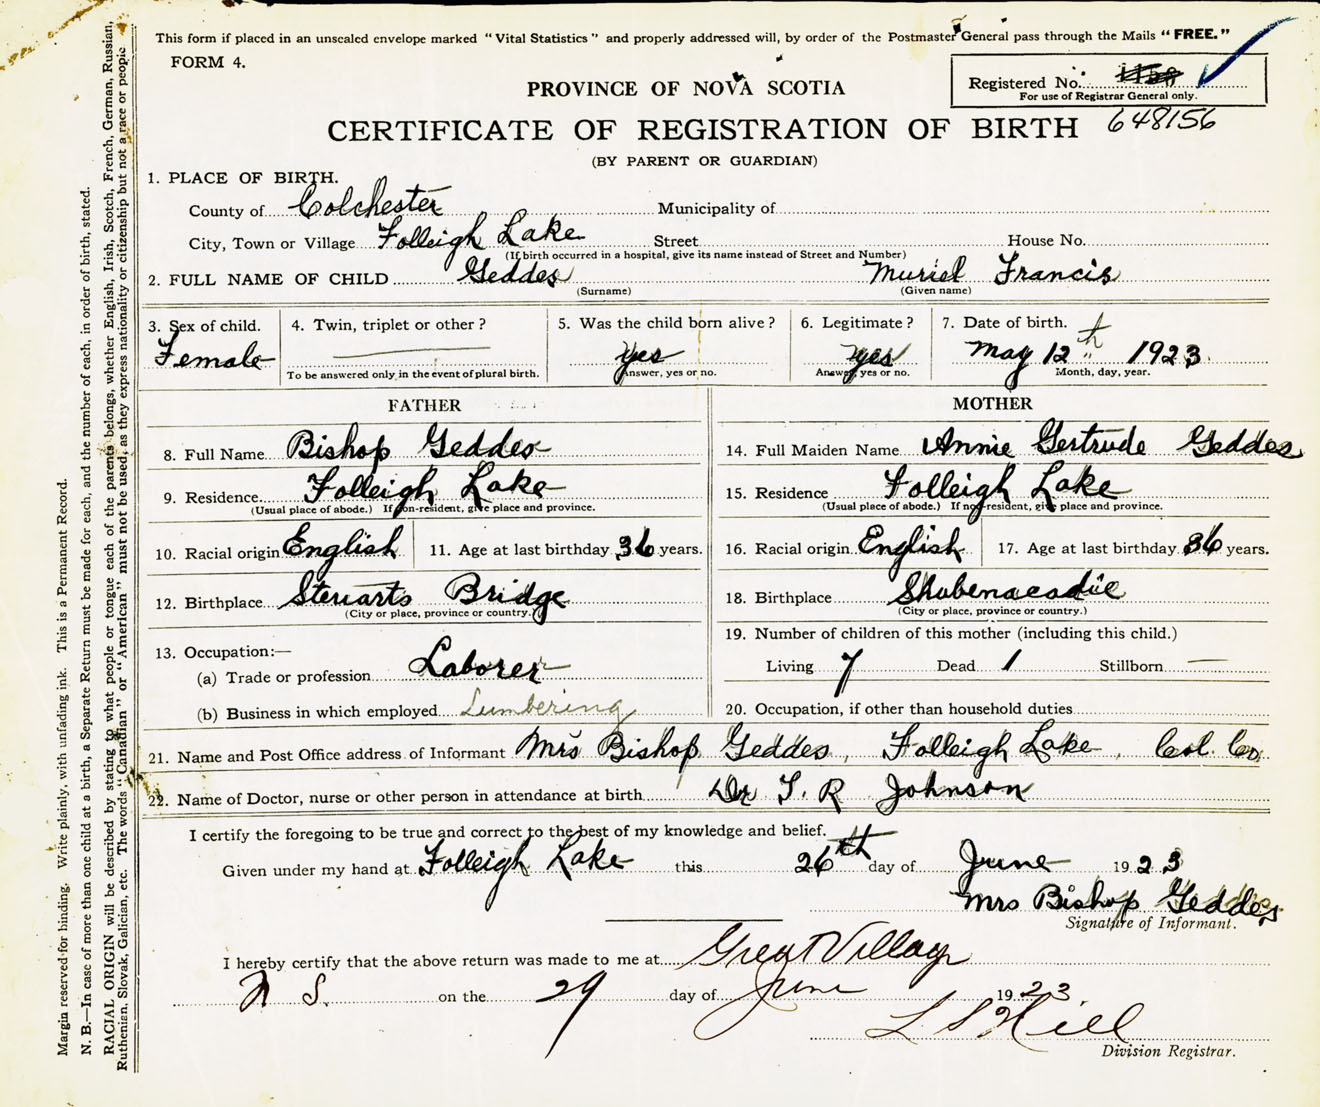 This form if placed in an unsealed envelope marked "Vital Statistics" and properly addressed will, by order of the Postmaster General pass through the Mails "FREE."
FORM 4.
Registered No. 1158
For use of Registrar General only.
648156
PROVINCE OF NOVA SCOTIA
CERTIFICATE OF REGISTRATION OF BIRTH
(BY PARENT OR GUARDIAN)
1. PLACE OF BIRTH.
County of Colchester Municipality of
City, Town or Village Folleigh Lake Street House No.
(If birth occurred in a hospital, give its name instead of Street and Number)
2. FULL NAME OF CHILD Geddes Muriel Francis
(Surname) (Given name)
3. Sex of child. 4. Twin, triplet or other? 5. Was the child born alive? 6. Legitimate? 7. Date of birth.
Female Yes Yes May 12th 1923
To be answered only in the event of plural birth. Answer, yes or no. Answer, yes or no. Month, day, year.
FATHER MOTHER
8. Full Name Bishop Geddes 14. Full Maiden Name Annie Gertrude Geddes
9. Residence Folleigh Lake 15. Residence Folleigh Lake
(Usual place of abode.) If non-resident, give place and province. (Usual place of abode.) If non-resident, give place and province.
10. Racial origin English 11. Age at last birthday 36 years. 16. Racial origin English 17. Age at last birthday 36 years.
12. Birthplace Stewarts Bridge 18. Birthplace Shubenacadie
(City or place, province or country.) (City or place, province or country.)
19. Number of children of this mother (including this child.)
13. Occupation:—
Living 7 Dead 1 Stillborn —
(a) Trade or profession Laborer
(b) Business in which employed Lumbering 20. Occupation, if other than household duties
21. Name and Post Office address of Informant Mrs Bishop Geddes, Folleigh Lake, Col. Co.
22. Name of Doctor, nurse or other person in attendance at birth Dr T. R Johnson
I certify the foregoing to be true and correct to the best of my knowledge and belief.
Given under my hand at Folleigh Lake this 26th day of June 1923
Mrs Bishop Geddes
Signature of Informant.
I hereby certify that the above return was made to me at Great Village
N S. on the 29 day of June 1923.
L S Hill
Division Registrar.
Margin reserved for binding. Write plainly, with unfading ink. This is a Permanent Record.
N. B.—In case of more than one child at a birth, a Separate Return must be made for each, and the number of each, in order of birth, stated.
RACIAL ORIGIN will be described by stating to what people or tongue each of the parents belongs, whether English, Irish, Scotch, French, German, Russian,
Ruthenian, Slovak, Galician, etc. The words "Canadian" or "American" must not be used, as they express nationality or citizenship but not a race or people